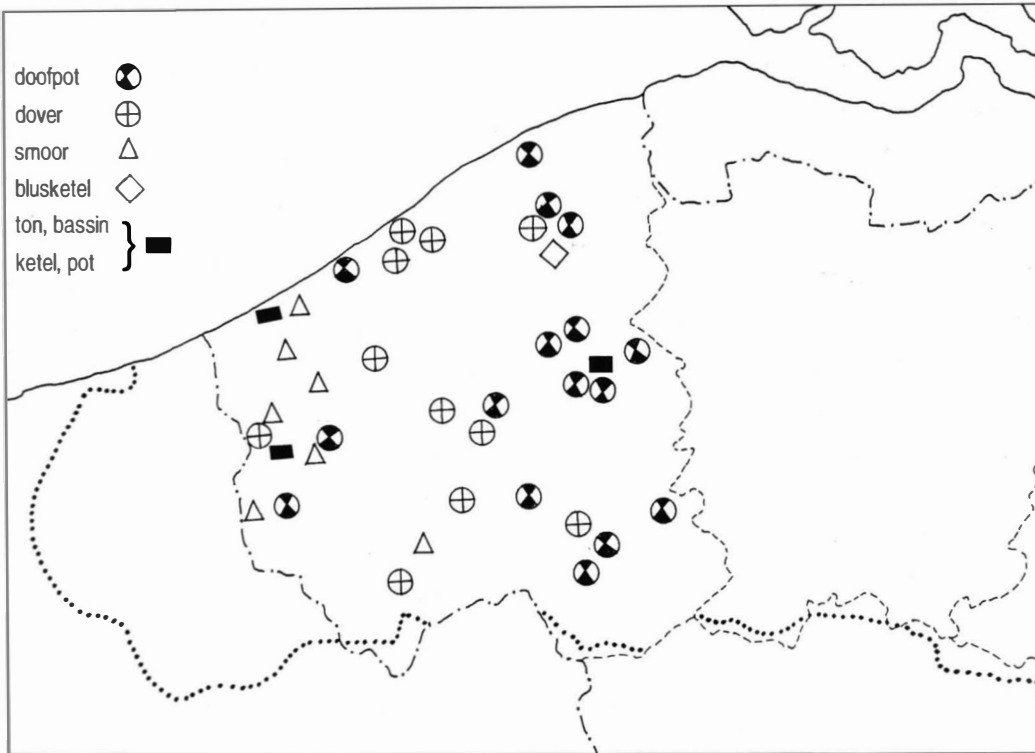 doofpot
dover
smoor
blusketel
ton, bassin
ketel, pot